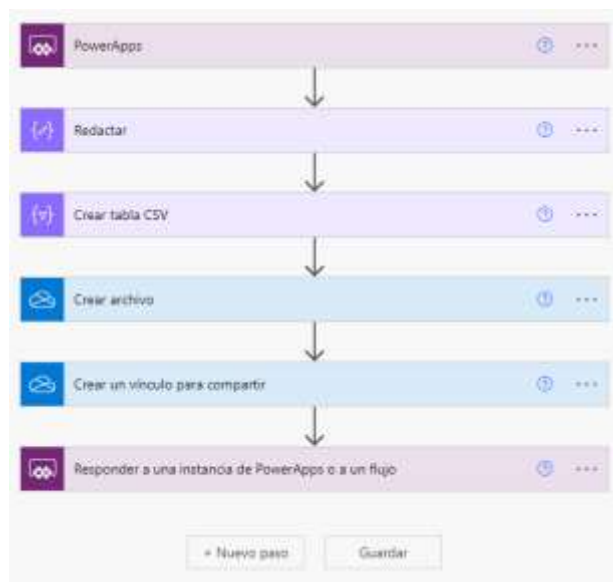 PowerApps
Redactar
Crear tabla CSV
Crear archivo
Crear un vínculo para compartir
Responder a una instancia de PowerApps o a un flujo
+ Nuevo paso
Guardar